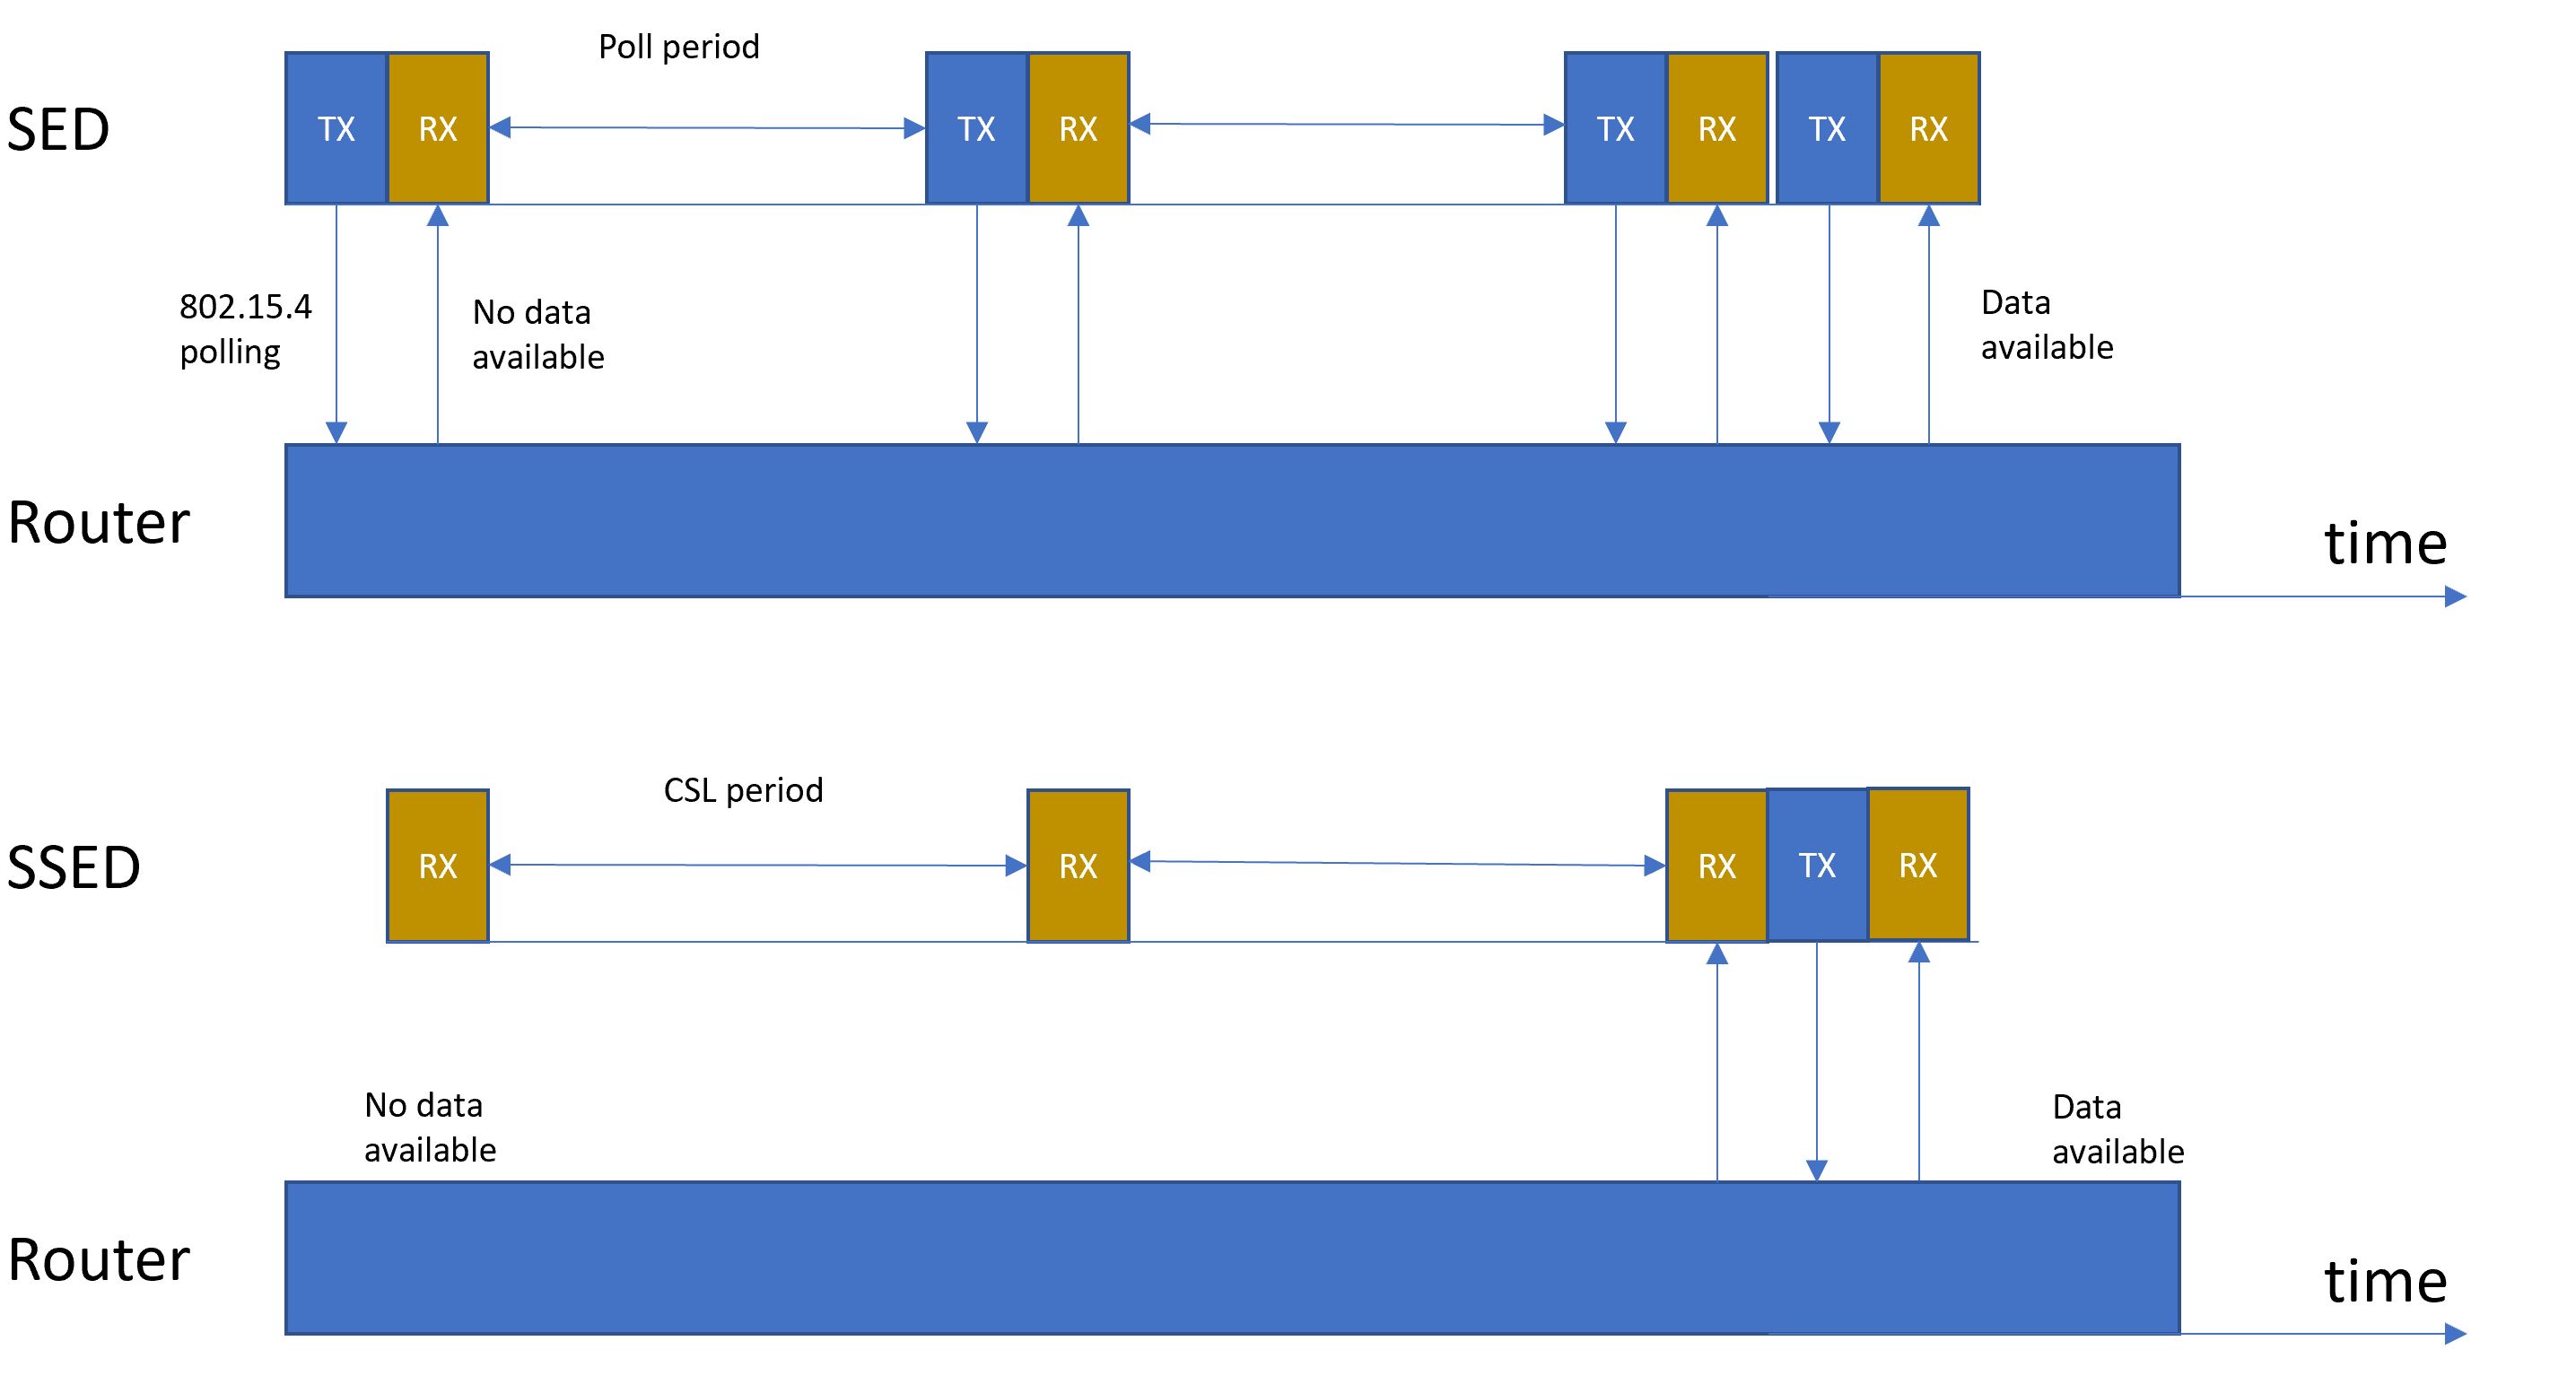 Poll period
SED
TX
RX
TX
RX
TX
RX
TX
RX
802.15.4
polling
No data
available
Data
available
Router
time
CSL period
SSED
RX
RX
RX
TX
RX
No data
available
Data
available
Router
time